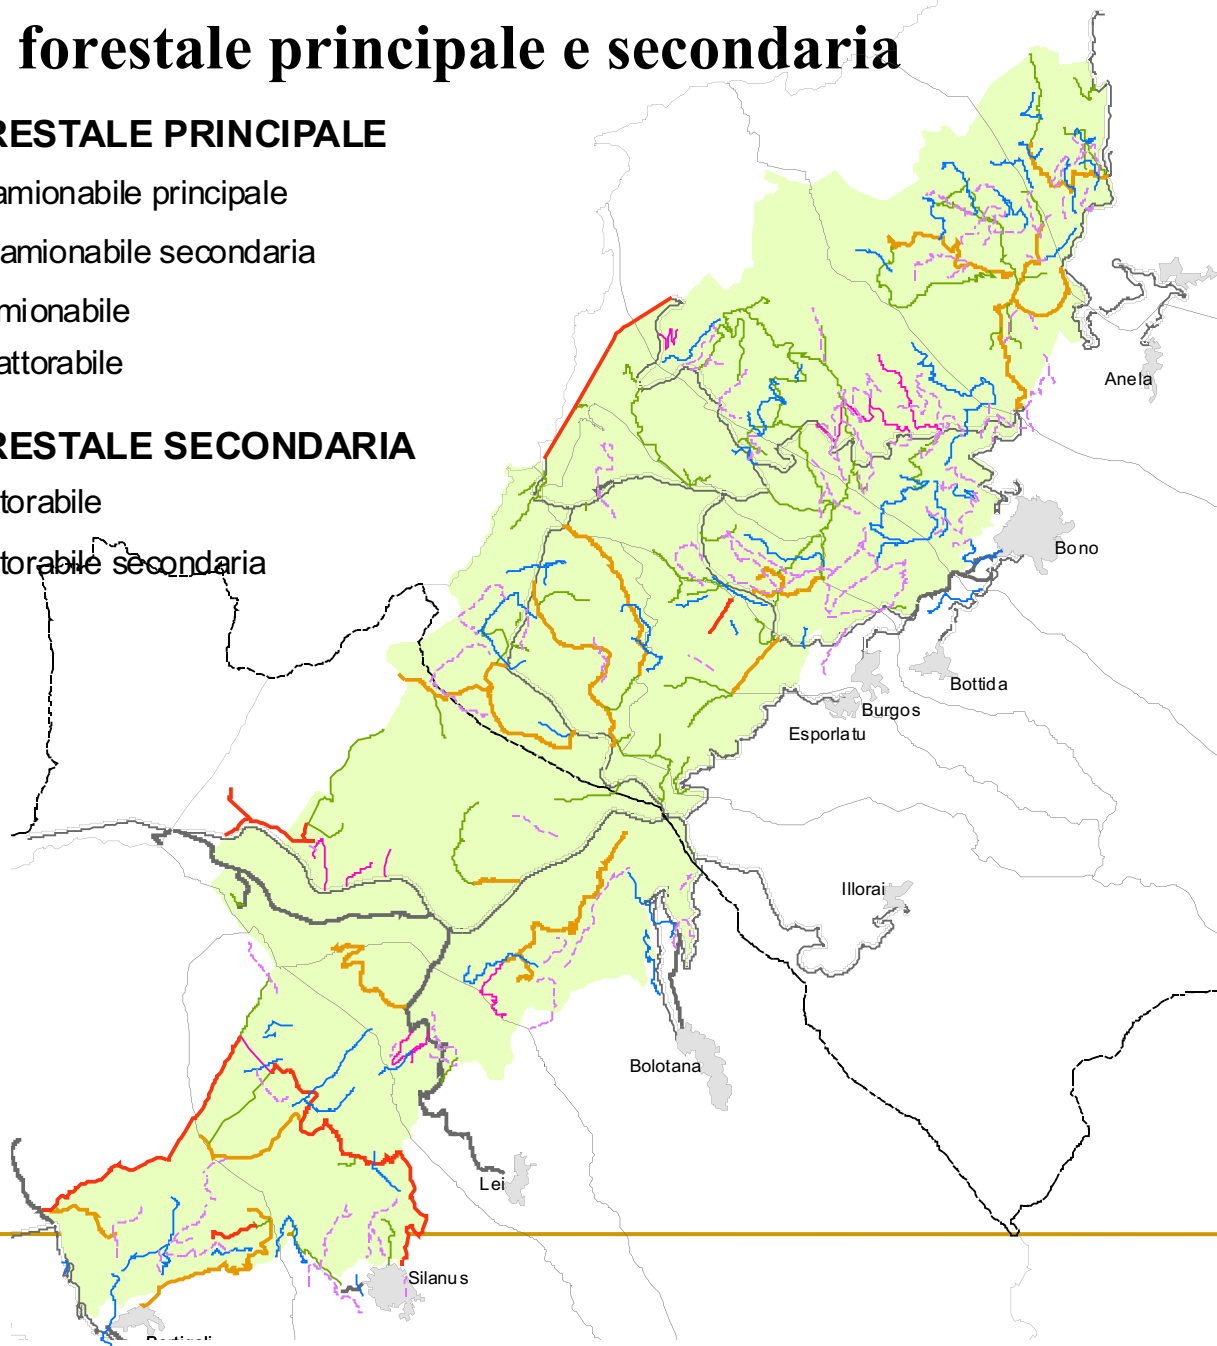 forestale principale e secondaria
RESTALE PRINCIPALE
amionabile principale
amionabile secondaria
mionabile
attorabile
RESTALE SECONDARIA
torabile
torabile secondaria
Anela
Bono
Bottida
Burgos
Esporlatu
Illorai
Bolotana
Lei
Silanus